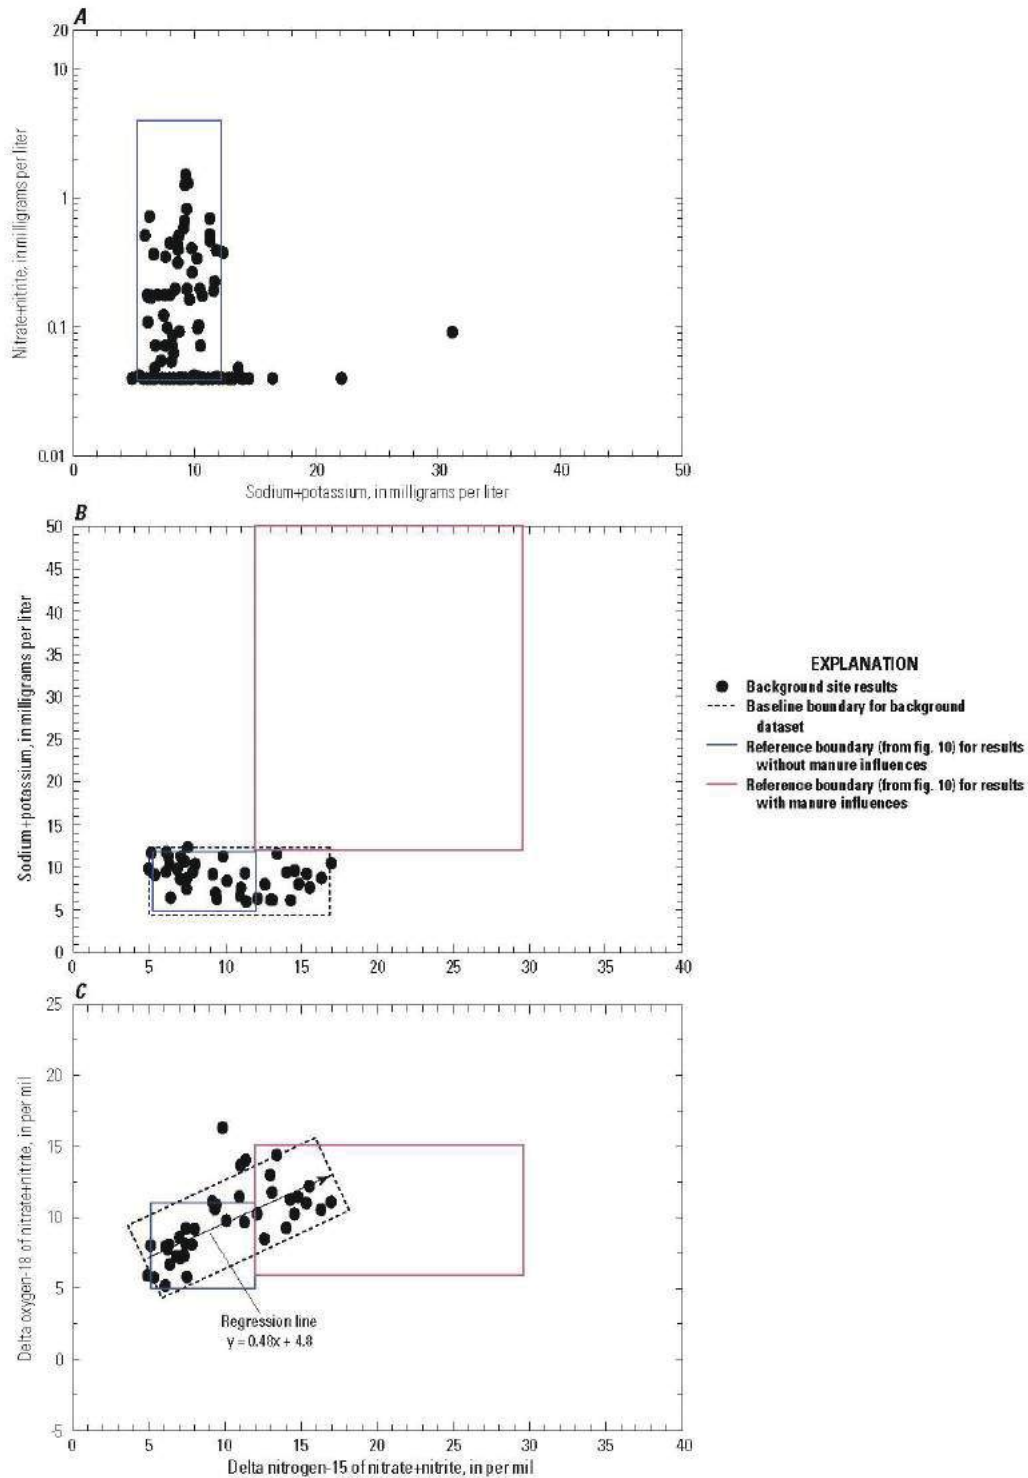 A
20
10
1
0.1
0.01
Nitrate+nitrite, in milligrams per liter
0 10 20 30 40 50
Sodium+potassium, in milligrams per liter
B
50
45
40
35
30
25
20
15
10
5
0
Sodium+potassium, in milligrams per liter
0 5 10 15 20 25 30 35 40
EXPLANATION
Background site results
Baseline boundary for background
dataset
Reference boundary (from fig. 10) for results
without manure influences
Reference boundary (from fig. 10) for results
with manure influences
C
25
20
15
10
5
0
-5
Delta oxygen-18 of nitrate+nitrite, in per mil
Regression line
y = 0.48x + 4.8
0 5 10 15 20 25 30 35 40
Delta nitrogen-15 of nitrate+nitrite, in per mil